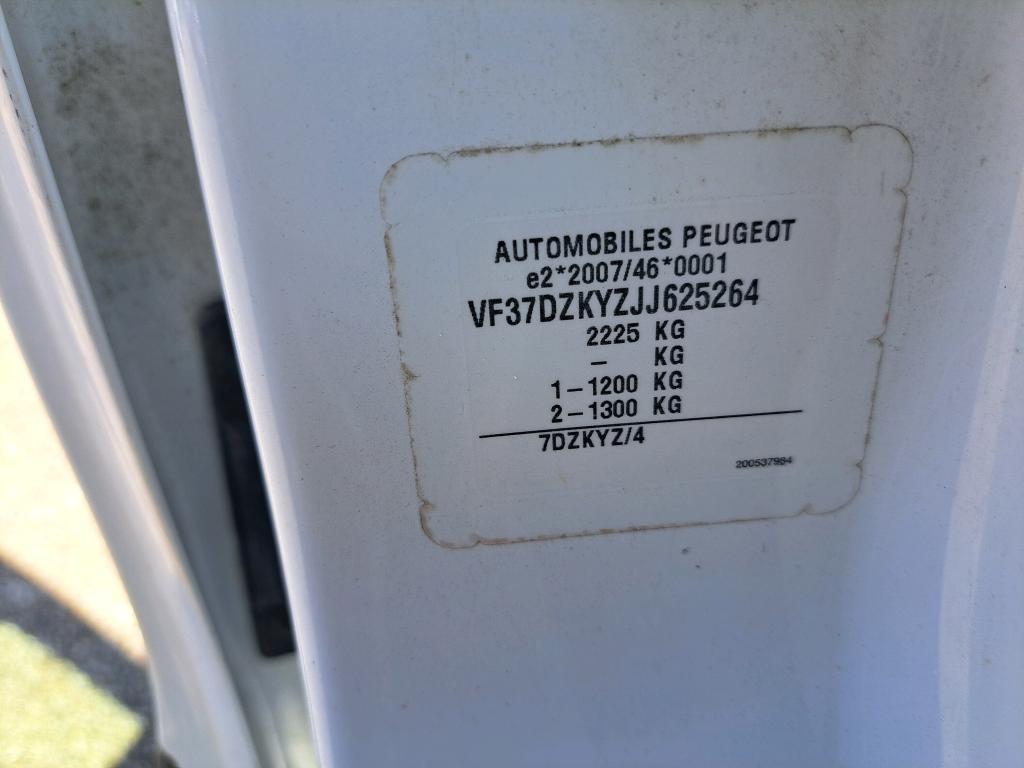 AUTOMOBILES PEUGEOT
e2*2007/46*0001
VF37DZKYZJJ625264
2225 KG
– KG
1–1200 KG
2–1300 KG
7DZKYZ/4
200537984